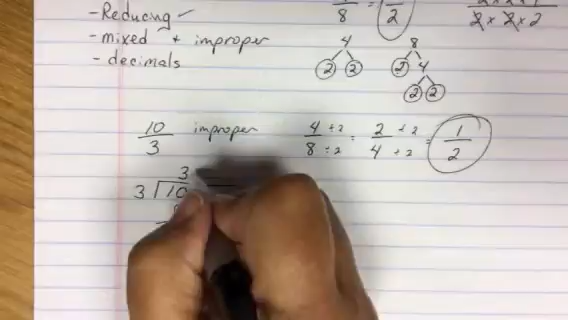 - Reducing ✓
- mixed + improper
- decimals
8 = 2
2 x 2 x 2
4
2 2
8
2 4
2 2
10/3 improper
4 ÷2 / 8 ÷2 = 2 ÷2 / 4 ÷2 = 1/2
3
3 10